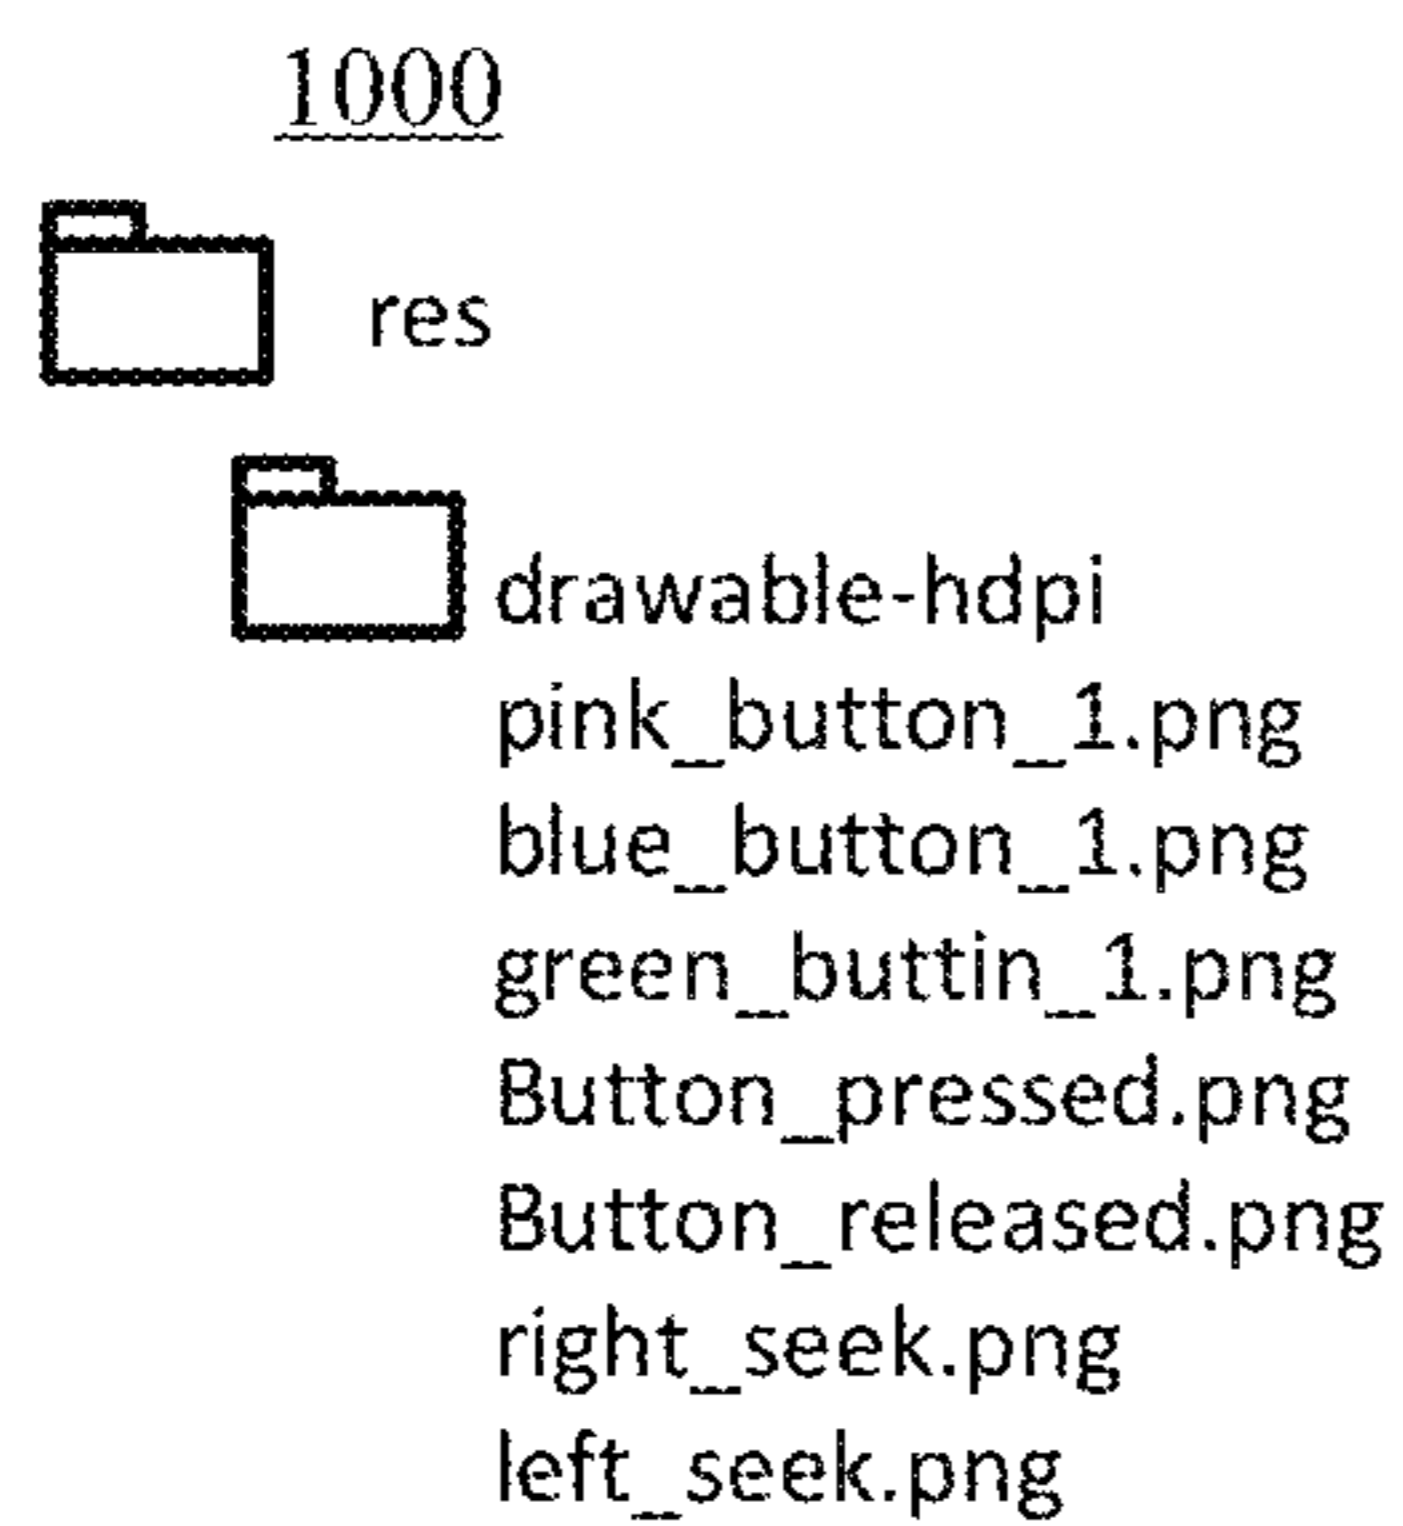 1000
res
drawable-hdpi
pink_button_1.png
blue_button_1.png
green_buttin_1.png
Button_pressed.png
Button_released.png
right_seek.png
left_seek.png